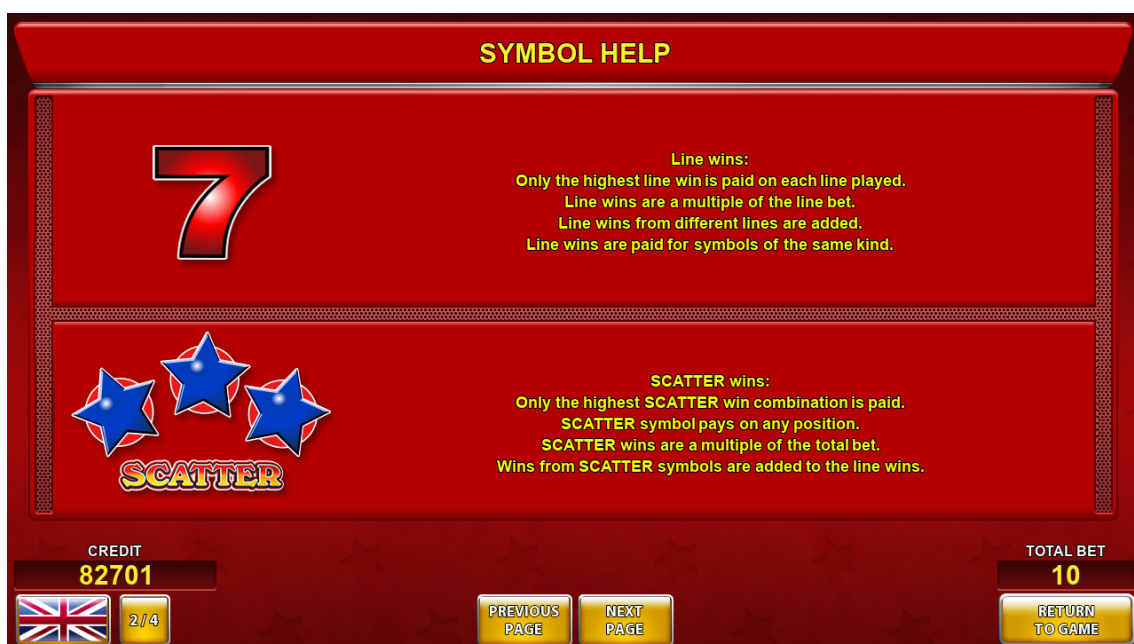 SYMBOL HELP
7
Line wins:
Only the highest line win is paid on each line played.
Line wins are a multiple of the line bet.
Line wins from different lines are added.
Line wins are paid for symbols of the same kind.
SCATTER
SCATTER wins:
Only the highest SCATTER win combination is paid.
SCATTER symbol pays on any position.
SCATTER wins are a multiple of the total bet.
Wins from SCATTER symbols are added to the line wins.
CREDIT
82701
TOTAL BET
10
2 / 4
PREVIOUS
PAGE
NEXT
PAGE
RETURN
TO GAME